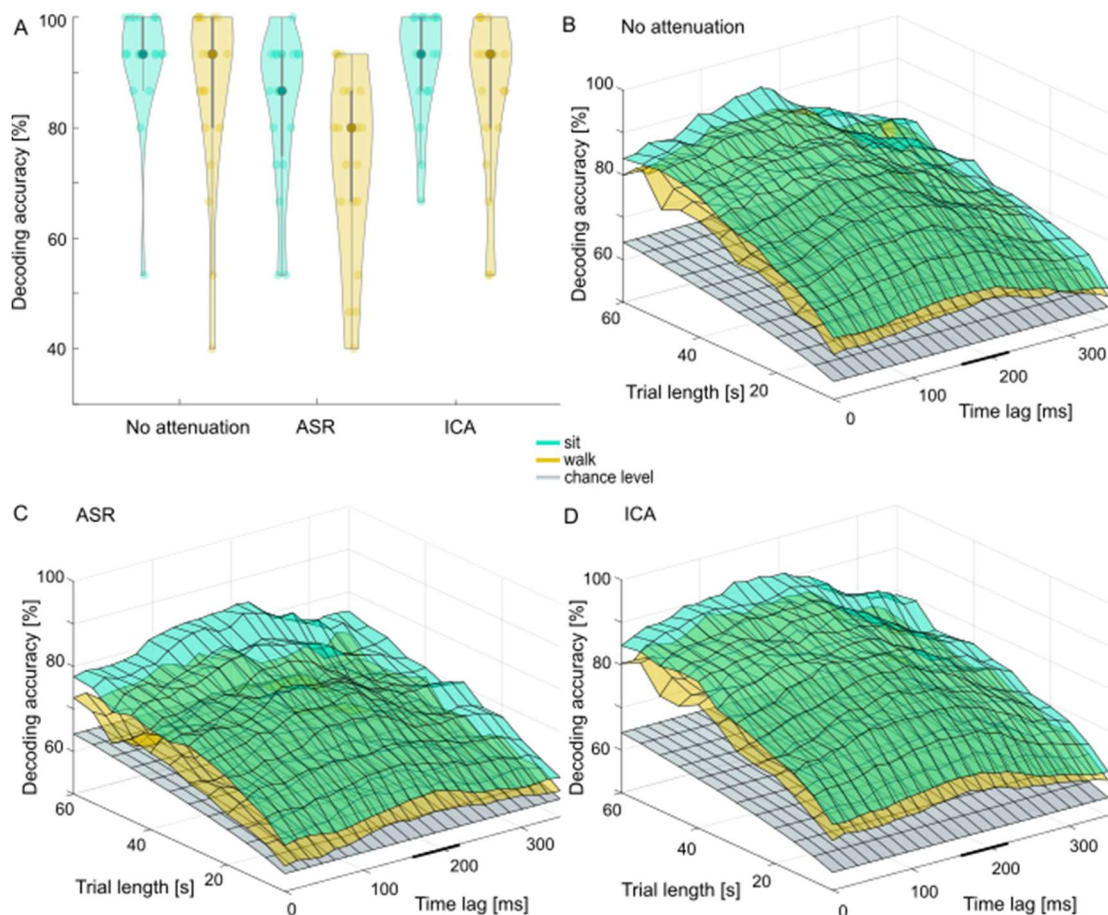 A
Decoding accuracy [%]
100
80
60
40
No attenuation
ASR
ICA
B
No attenuation
Decoding accuracy [%]
100
80
60
60
40
20
0
Trial length [s]
100
200
300
Time lag [ms]
sit
walk
chance level
C
ASR
Decoding accuracy [%]
100
80
60
60
40
20
0
Trial length [s]
100
200
300
Time lag [ms]
D
ICA
Decoding accuracy [%]
100
80
60
60
40
20
0
Trial length [s]
100
200
300
Time lag [ms]